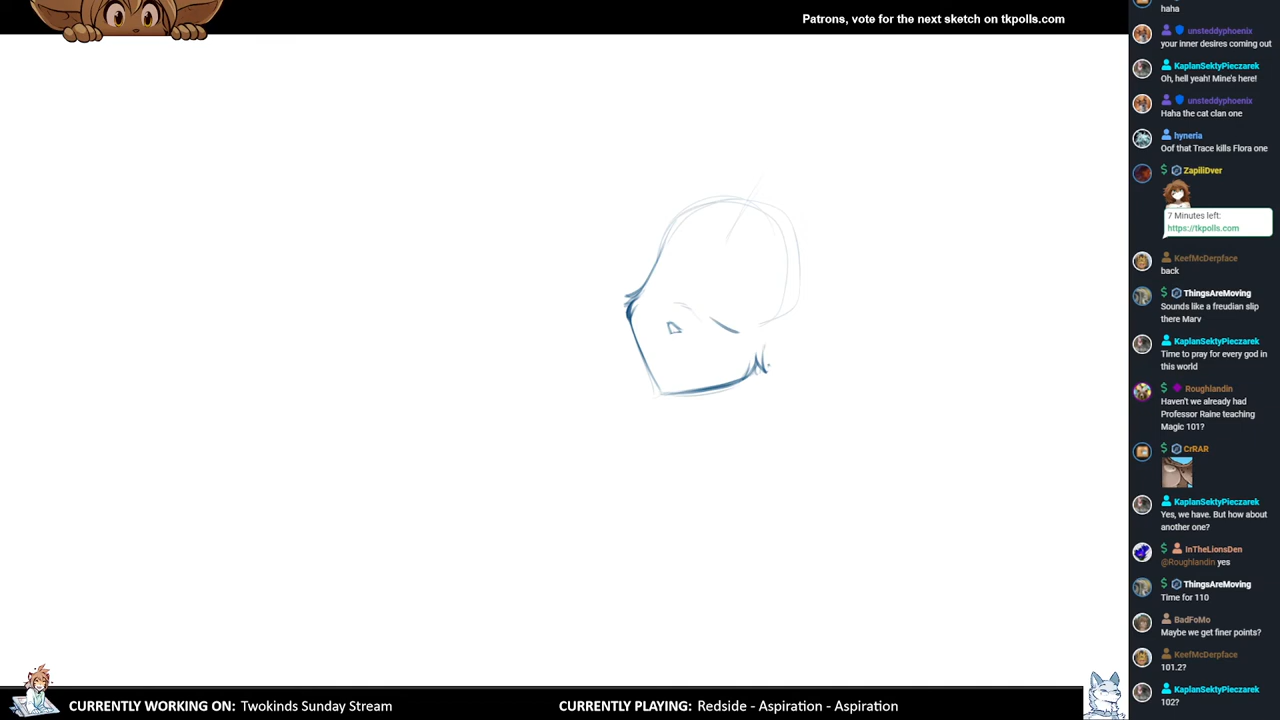 Patrons, vote for the next sketch on tkpolls.com
haha
unsteddyphoenix
your inner desires coming out
KaplanSektyPieczarek
Oh, hell yeah! Mine's here!
unsteddyphoenix
Haha the cat clan one
hyneria
Oof that Trace kills Flora one
$ ZapiliDver
7 Minutes left:
https://tkpolls.com
KeefMcDerpface
back
$ ThingsAreMoving
Sounds like a freudian slip
there Marv
KaplanSektyPieczarek
Time to pray for every god in
this world
$ Roughlandin
Haven't we already had
Professor Raine teaching
Magic 101?
$ CrRAR
KaplanSektyPieczarek
Yes, we have. But how about
another one?
$ InTheLionsDen
@Roughlandin yes
$ ThingsAreMoving
Time for 110
BadFoMo
Maybe we get finer points?
KeefMcDerpface
101.2?
KaplanSektyPieczarek
102?
CURRENTLY WORKING ON: Twokinds Sunday Stream
CURRENTLY PLAYING: Redside - Aspiration - Aspiration